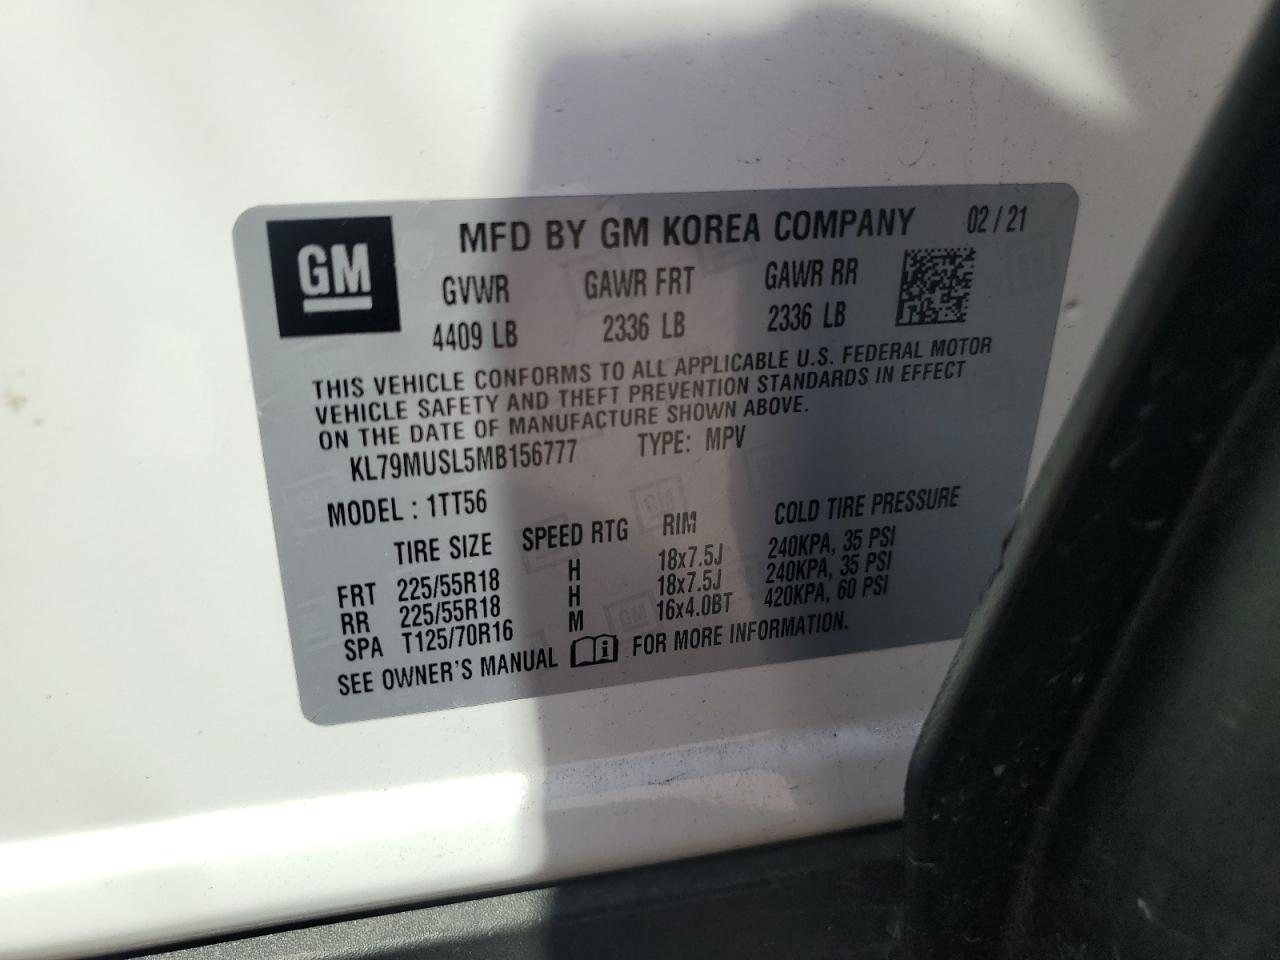 GM
MFD BY GM KOREA COMPANY 02/21
GVWR GAWR FRT GAWR RR
4409 LB 2336 LB 2336 LB
THIS VEHICLE CONFORMS TO ALL APPLICABLE U.S. FEDERAL MOTOR
VEHICLE SAFETY AND THEFT PREVENTION STANDARDS IN EFFECT
ON THE DATE OF MANUFACTURE SHOWN ABOVE.
KL79MUSL5MB156777 TYPE: MPV
MODEL : 1TT56
TIRE SIZE SPEED RTG RIM COLD TIRE PRESSURE
FRT 225/55R18 H 18x7.5J 240KPA, 35 PSI
RR 225/55R18 H 18x7.5J 240KPA, 35 PSI
SPA T125/70R16 M 16x4.0BT 420KPA, 60 PSI
SEE OWNER'S MANUAL i FOR MORE INFORMATION.